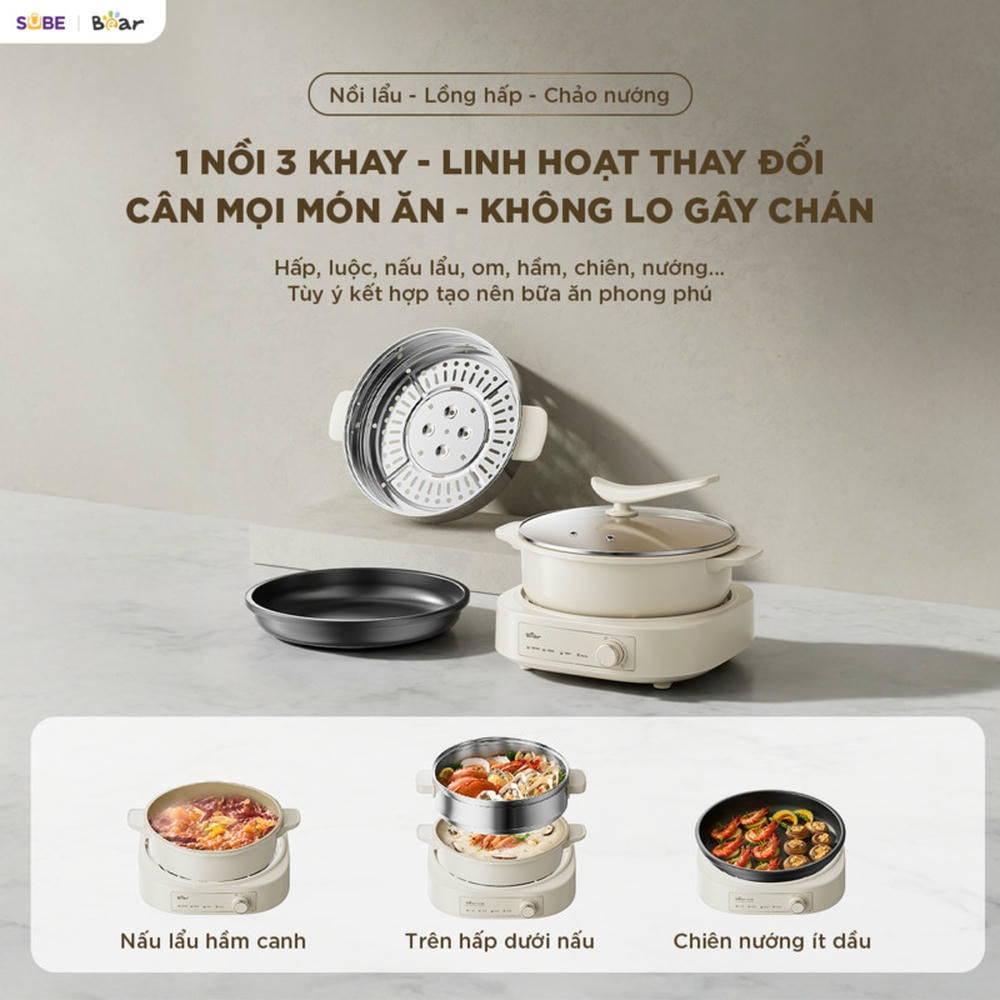 SUBE | Bear
Nồi lẩu - Lồng hấp - Chảo nướng
1 NỒI 3 KHAY - LINH HOẠT THAY ĐỔI
CÂN MỌI MÓN ĂN - KHÔNG LO GÂY CHÁN
Hấp, luộc, nấu lẩu, om, hầm, chiên, nướng...
Tùy ý kết hợp tạo nên bữa ăn phong phú
Bear
Bear
Nấu lẩu hầm canh
Trên hấp dưới nấu
Chiên nướng ít dầu